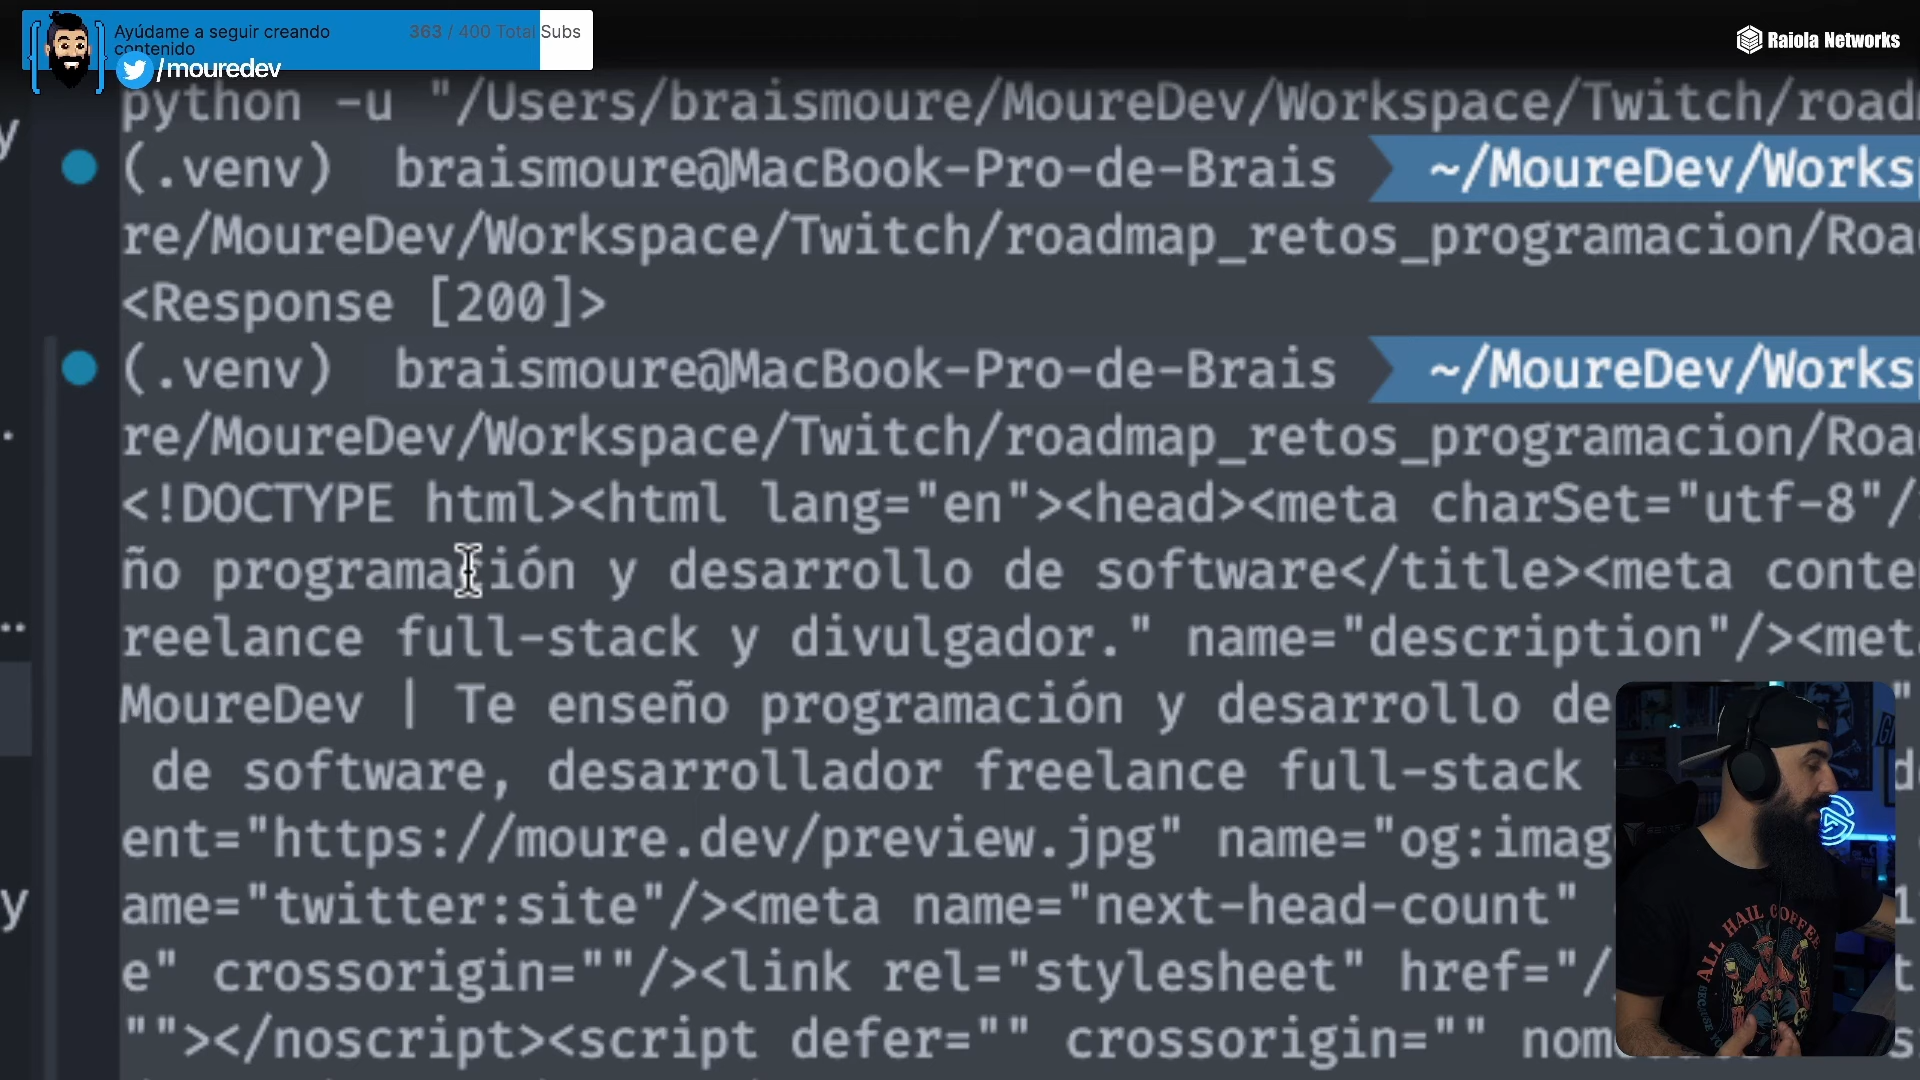 Ayúdame a seguir creando contenido
363 / 400 Total Subs
/mouredev
Raiola Networks
python -u "/Users/braismoure/MoureDev/Workspace/Twitch/roadm
(.venv) braismoure@MacBook-Pro-de-Brais ~/MoureDev/Works
re/MoureDev/Workspace/Twitch/roadmap_retos_programacion/Roa
<Response [200]>
(.venv) braismoure@MacBook-Pro-de-Brais ~/MoureDev/Works
re/MoureDev/Workspace/Twitch/roadmap_retos_programacion/Roa
<!DOCTYPE html><html lang="en"><head><meta charSet="utf-8"/
ño programación y desarrollo de software</title><meta conte
reelance full-stack y divulgador." name="description"/><met
MoureDev | Te enseño programación y desarrollo de
de software, desarrollador freelance full-stack
ent="https://moure.dev/preview.jpg" name="og:imag
ame="twitter:site"/><meta name="next-head-count"
e" crossorigin=""/><link rel="stylesheet" href="/
""></noscript><script defer="" crossorigin="" nom
ALL HAIL COFFEE